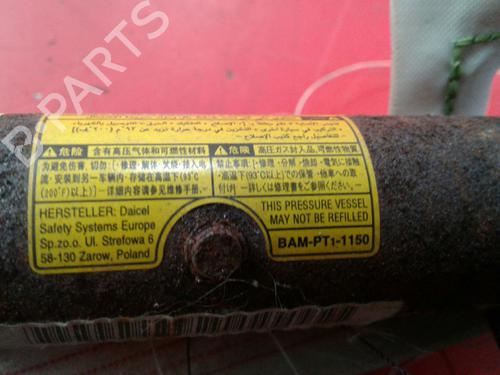 B-PARTS
危险
含有高压气体和可燃性材料
为避免伤害，切勿：(·修理·解体·焚烧·接入电
流·安装到另一车辆内·存储在高温下(93℃
(200°F)以上)) —详细内容请参见维修手册。
危険
高圧ガス封入品、可燃性物質
禁止事項：[・修理・分解・焼却・電気に接触
・高温下(93℃以上)での保管・他車への取
付] ―詳しくは修理書をご参照下さい。
HERSTELLER: Daicel
Safety Systems Europe
Sp.zo.o. Ul. Strefowa 6
58-130 Zarow, Poland
THIS PRESSURE VESSEL
MAY NOT BE REFILLED
BAM-PT1-1150